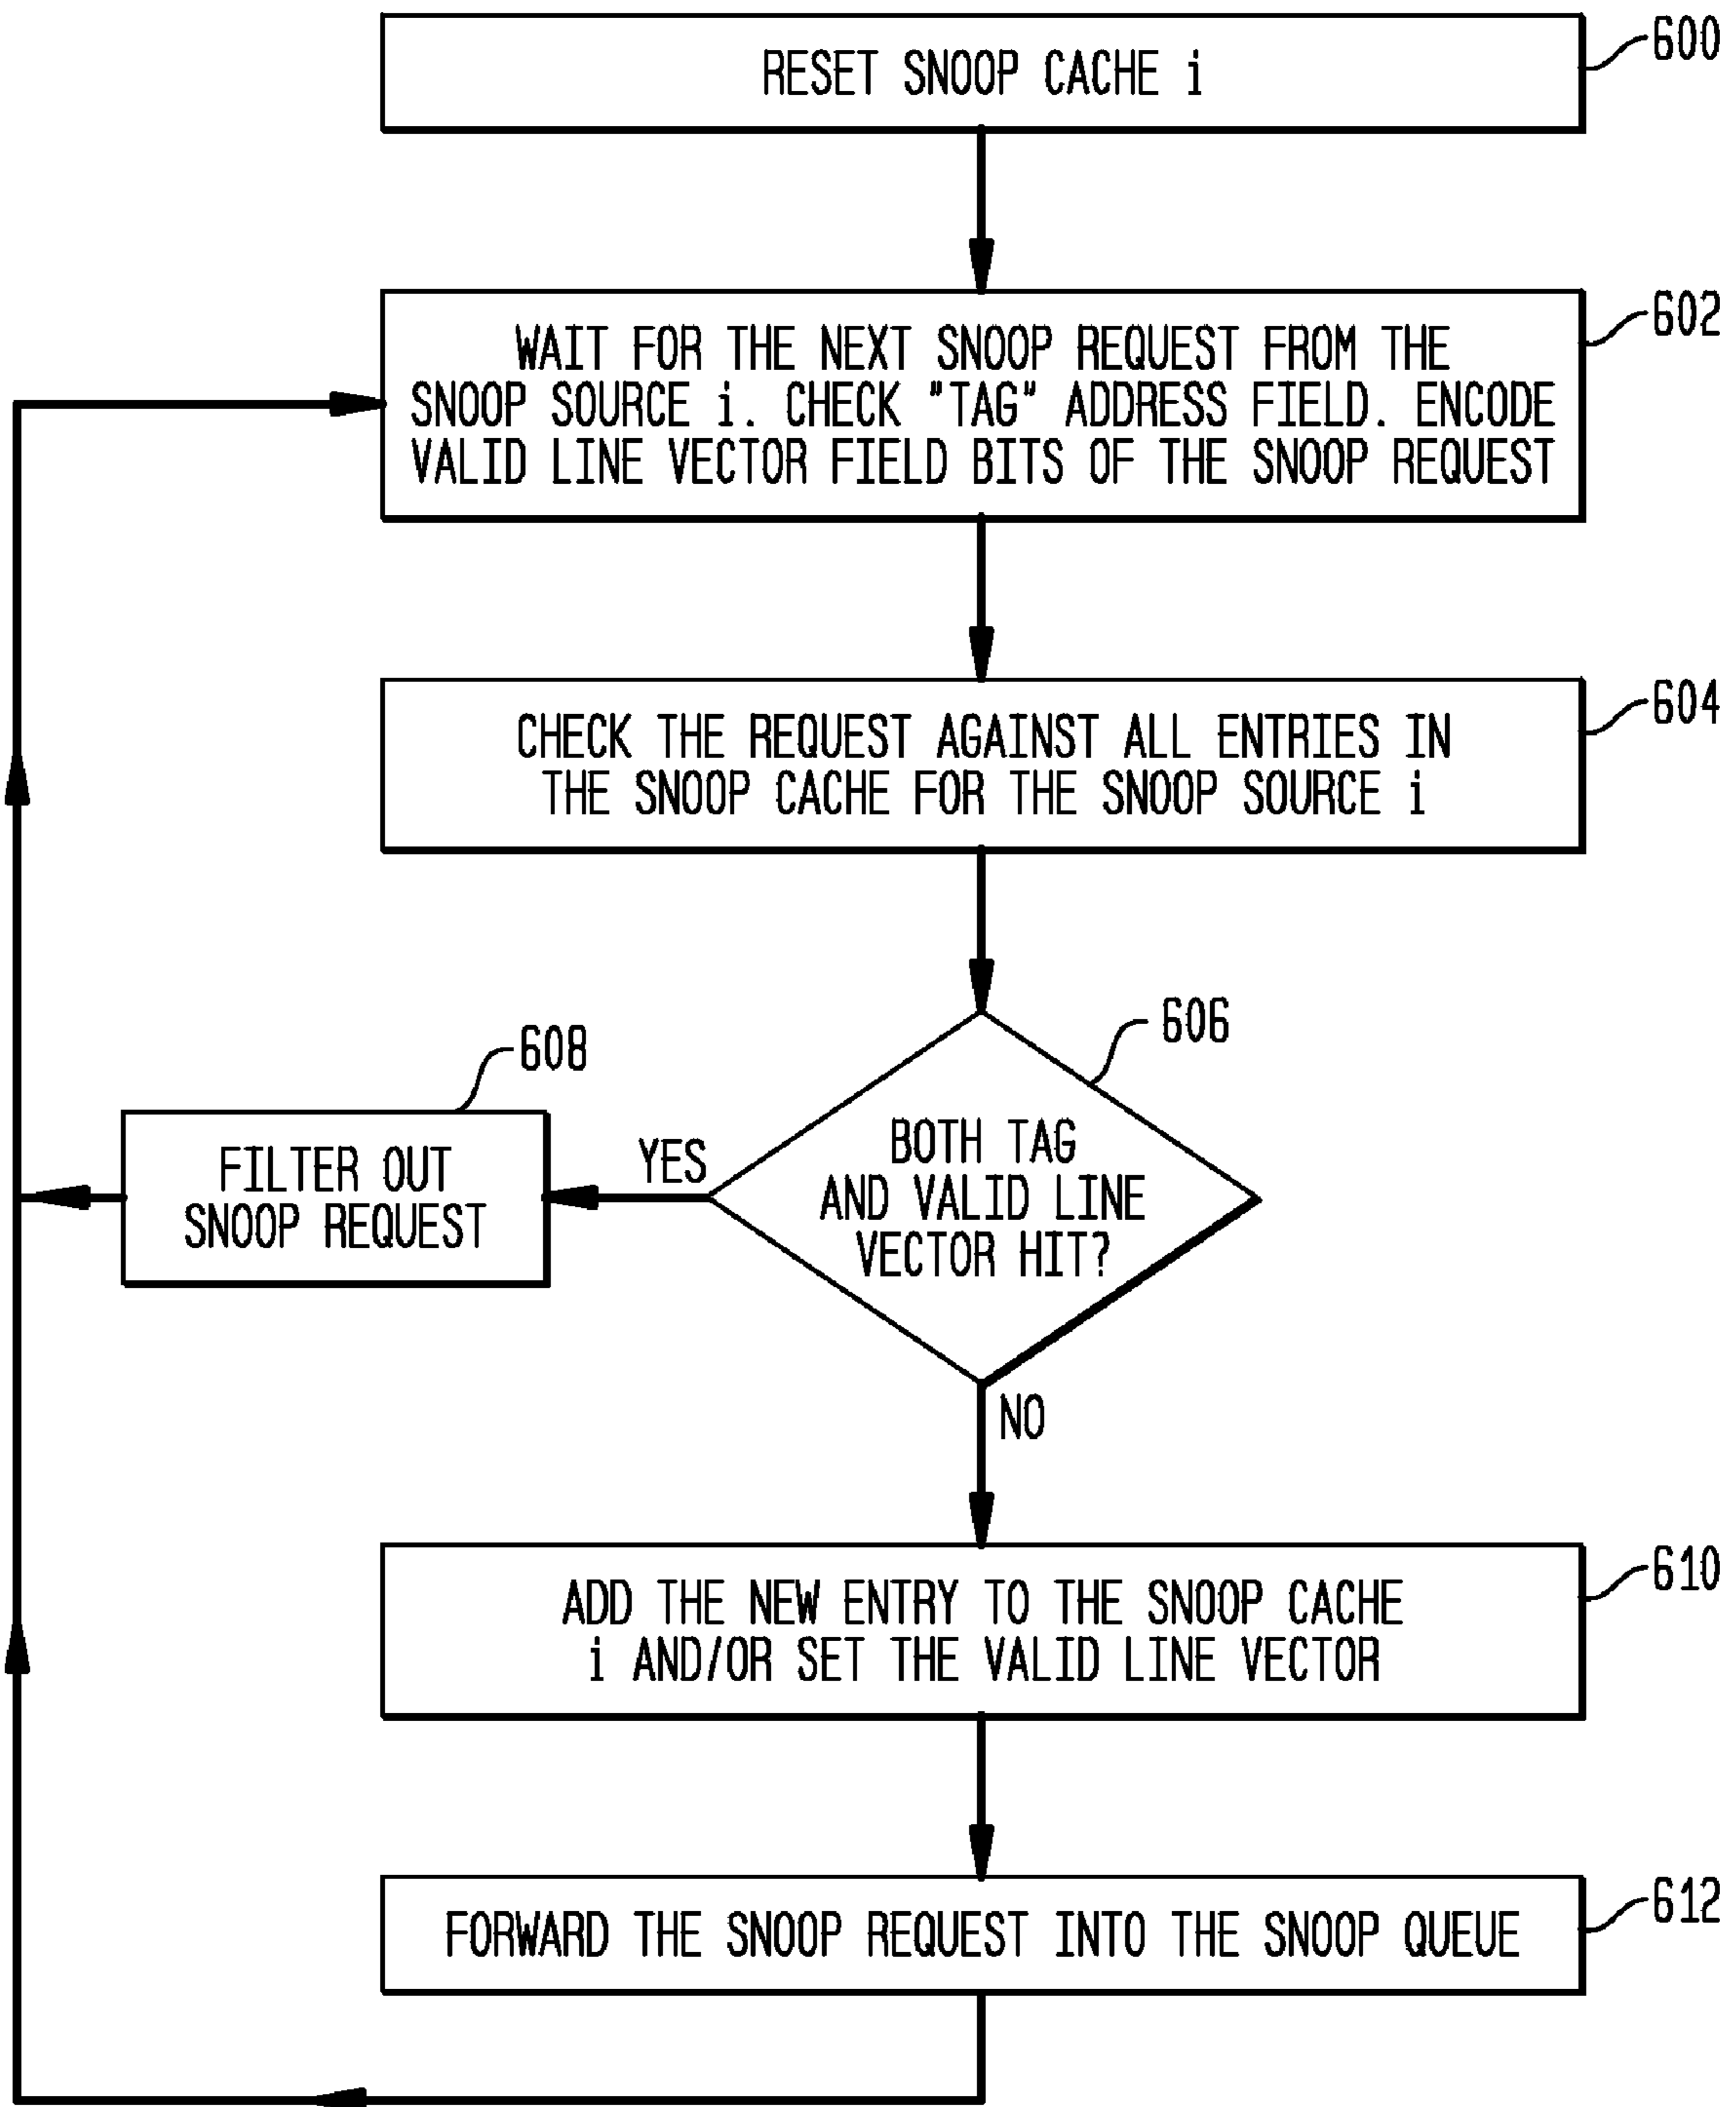 RESET SNOOP CACHE i
600
WAIT FOR THE NEXT SNOOP REQUEST FROM THE
SNOOP SOURCE i. CHECK "TAG" ADDRESS FIELD. ENCODE
VALID LINE VECTOR FIELD BITS OF THE SNOOP REQUEST
602
CHECK THE REQUEST AGAINST ALL ENTRIES IN
THE SNOOP CACHE FOR THE SNOOP SOURCE i
604
606
BOTH TAG
AND VALID LINE
VECTOR HIT?
YES
608
FILTER OUT
SNOOP REQUEST
NO
ADD THE NEW ENTRY TO THE SNOOP CACHE
i AND/OR SET THE VALID LINE VECTOR
610
FORWARD THE SNOOP REQUEST INTO THE SNOOP QUEUE
612